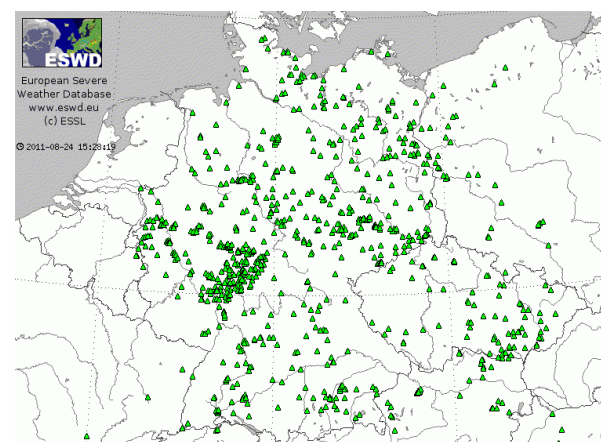 ESWD
European Severe
Weather Database
www.eswd.eu
(c) ESSL
2011-08-24 15:28:19